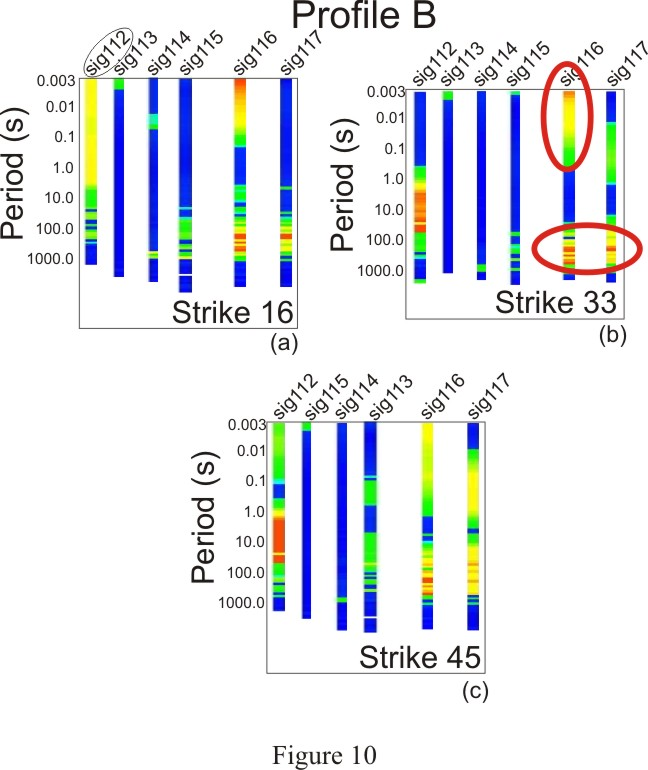 Profile B
sig112 sig113 sig114 sig115 sig116 sig117
Period (s)
0.003
0.01
0.1
1.0
10.0
100.0
1000.0
Strike 16
(a)
sig112 sig113 sig114 sig115 sig116 sig117
Period (s)
0.003
0.01
0.1
1.0
10.0
100.0
1000.0
Strike 33
(b)
sig112 sig115 sig114 sig113 sig116 sig117
Period (s)
0.003
0.01
0.1
1.0
10.0
100.0
1000.0
Strike 45
(c)
Figure 10